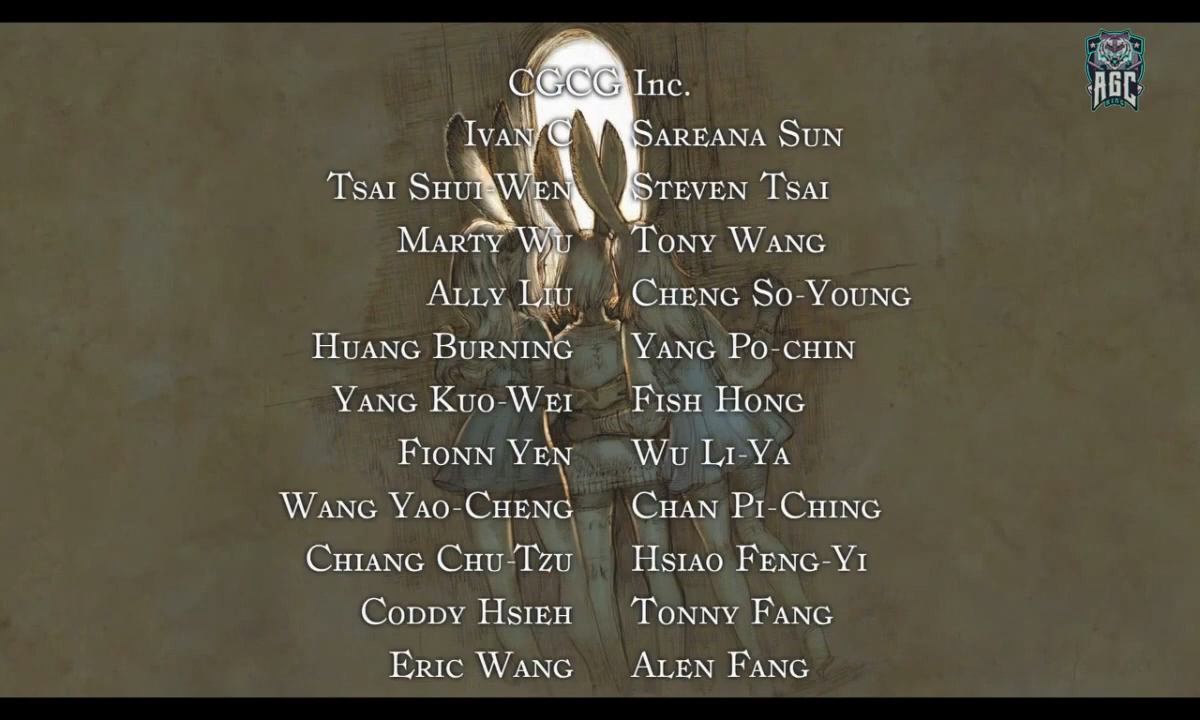 CGCG Inc.
Ivan C Sareana Sun
Tsai Shui-Wen Steven Tsai
Marty Wu Tony Wang
Ally Liu Cheng So-Young
Huang Burning Yang Po-chin
Yang Kuo-Wei Fish Hong
Fionn Yen Wu Li-Ya
Wang Yao-Cheng Chan Pi-Ching
Chiang Chu-Tzu Hsiao Feng-Yi
Coddy Hsieh Tonny Fang
Eric Wang Alen Fang
AGC
KING